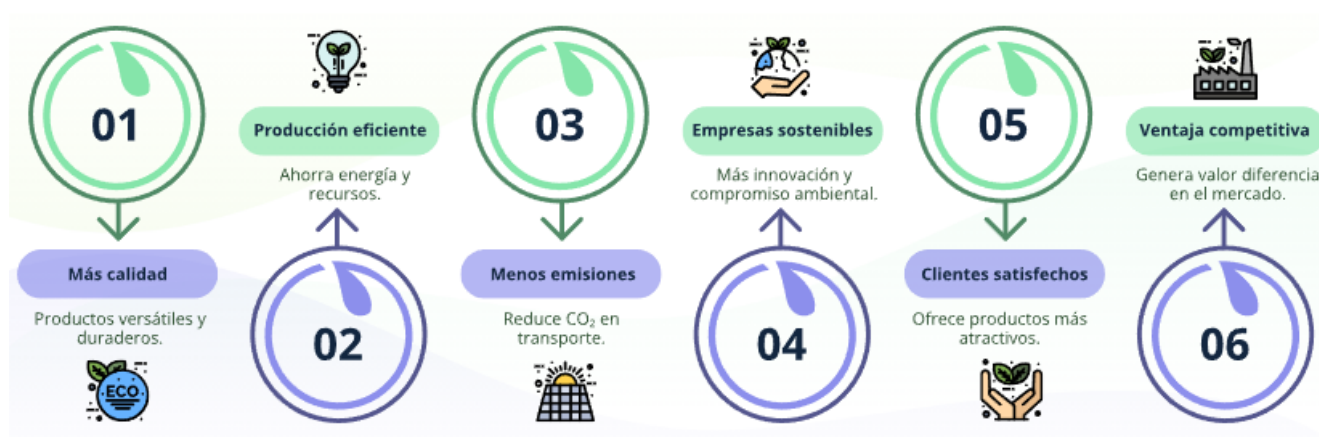 01
Más calidad
Productos versátiles y
duraderos.
ECO
Producción eficiente
Ahorra energía y
recursos.
02
03
Menos emisiones
Reduce CO₂ en
transporte.
Empresas sostenibles
Más innovación y
compromiso ambiental.
04
05
Clientes satisfechos
Ofrece productos más
atractivos.
Ventaja competitiva
Genera valor diferencia
en el mercado.
06